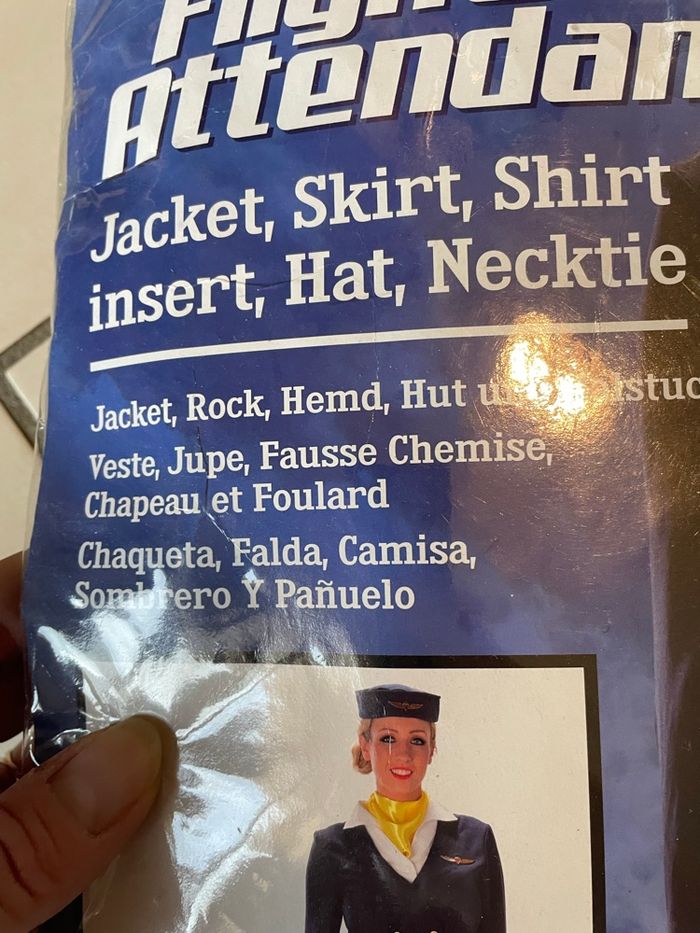 Attendan
Jacket, Skirt, Shirt
insert, Hat, Necktie
Jacket, Rock, Hemd, Hut
Veste, Jupe, Fausse Chemise,
Chapeau et Foulard
Chaqueta, Falda, Camisa,
Sombrero Y Pañuelo